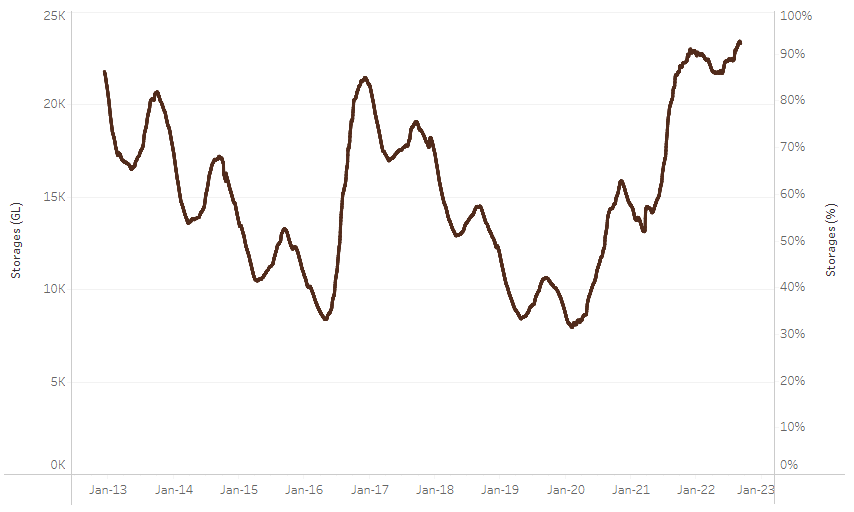 25K
20K
15K
10K
5K
0K
Storages (GL)
100%
90%
80%
70%
60%
50%
40%
30%
20%
10%
0%
Storages (%)
Jan-13 Jan-14 Jan-15 Jan-16 Jan-17 Jan-18 Jan-19 Jan-20 Jan-21 Jan-22 Jan-23